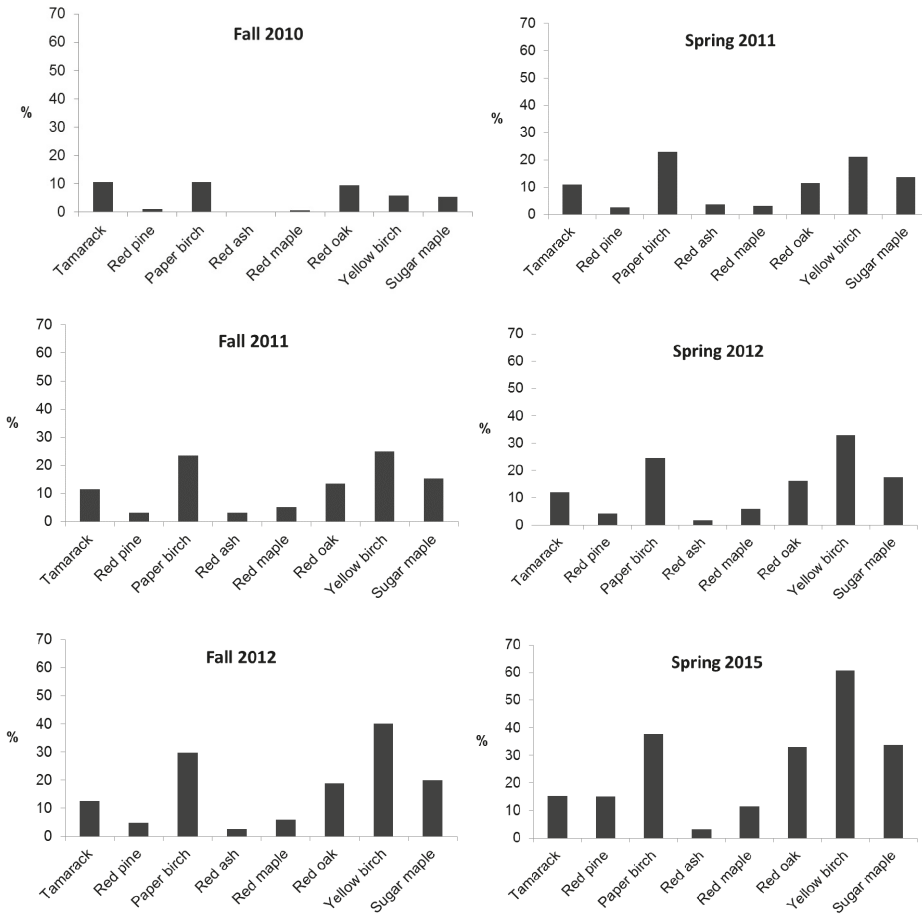 Fall 2010
%
70
60
50
40
30
20
10
0
Tamarack
Red pine
Paper birch
Red ash
Red maple
Red oak
Yellow birch
Sugar maple
Spring 2011
%
70
60
50
40
30
20
10
0
Tamarack
Red pine
Paper birch
Red ash
Red maple
Red oak
Yellow birch
Sugar maple
Fall 2011
%
70
60
50
40
30
20
10
0
Tamarack
Red pine
Paper birch
Red ash
Red maple
Red oak
Yellow birch
Sugar maple
Spring 2012
%
70
60
50
40
30
20
10
0
Tamarack
Red pine
Paper birch
Red ash
Red maple
Red oak
Yellow birch
Sugar maple
Fall 2012
%
70
60
50
40
30
20
10
0
Tamarack
Red pine
Paper birch
Red ash
Red maple
Red oak
Yellow birch
Sugar maple
Spring 2015
%
70
60
50
40
30
20
10
0
Tamarack
Red pine
Paper birch
Red ash
Red maple
Red oak
Yellow birch
Sugar maple